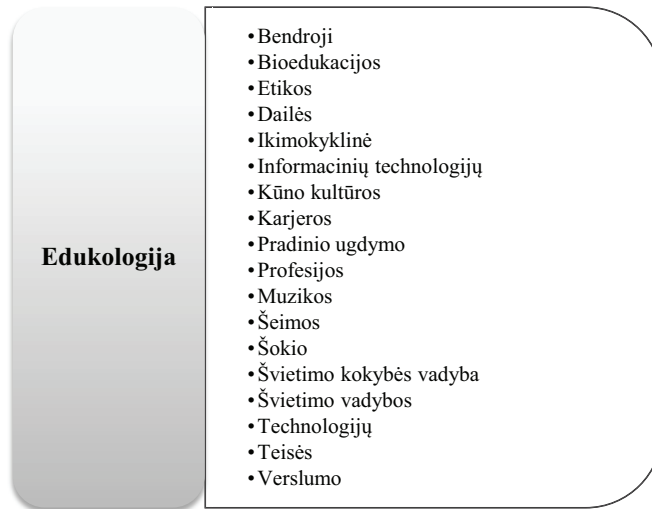 Edukologija
•Bendroji
•Bioedukacijos
•Etikos
•Dailės
•Ikimokyklinė
•Informacinių technologijų
•Kūno kultūros
•Karjeros
•Pradinio ugdymo
•Profesijos
•Muzikos
•Šeimos
•Šokio
•Švietimo kokybės vadyba
•Švietimo vadybos
•Technologijų
•Teisės
•Verslumo